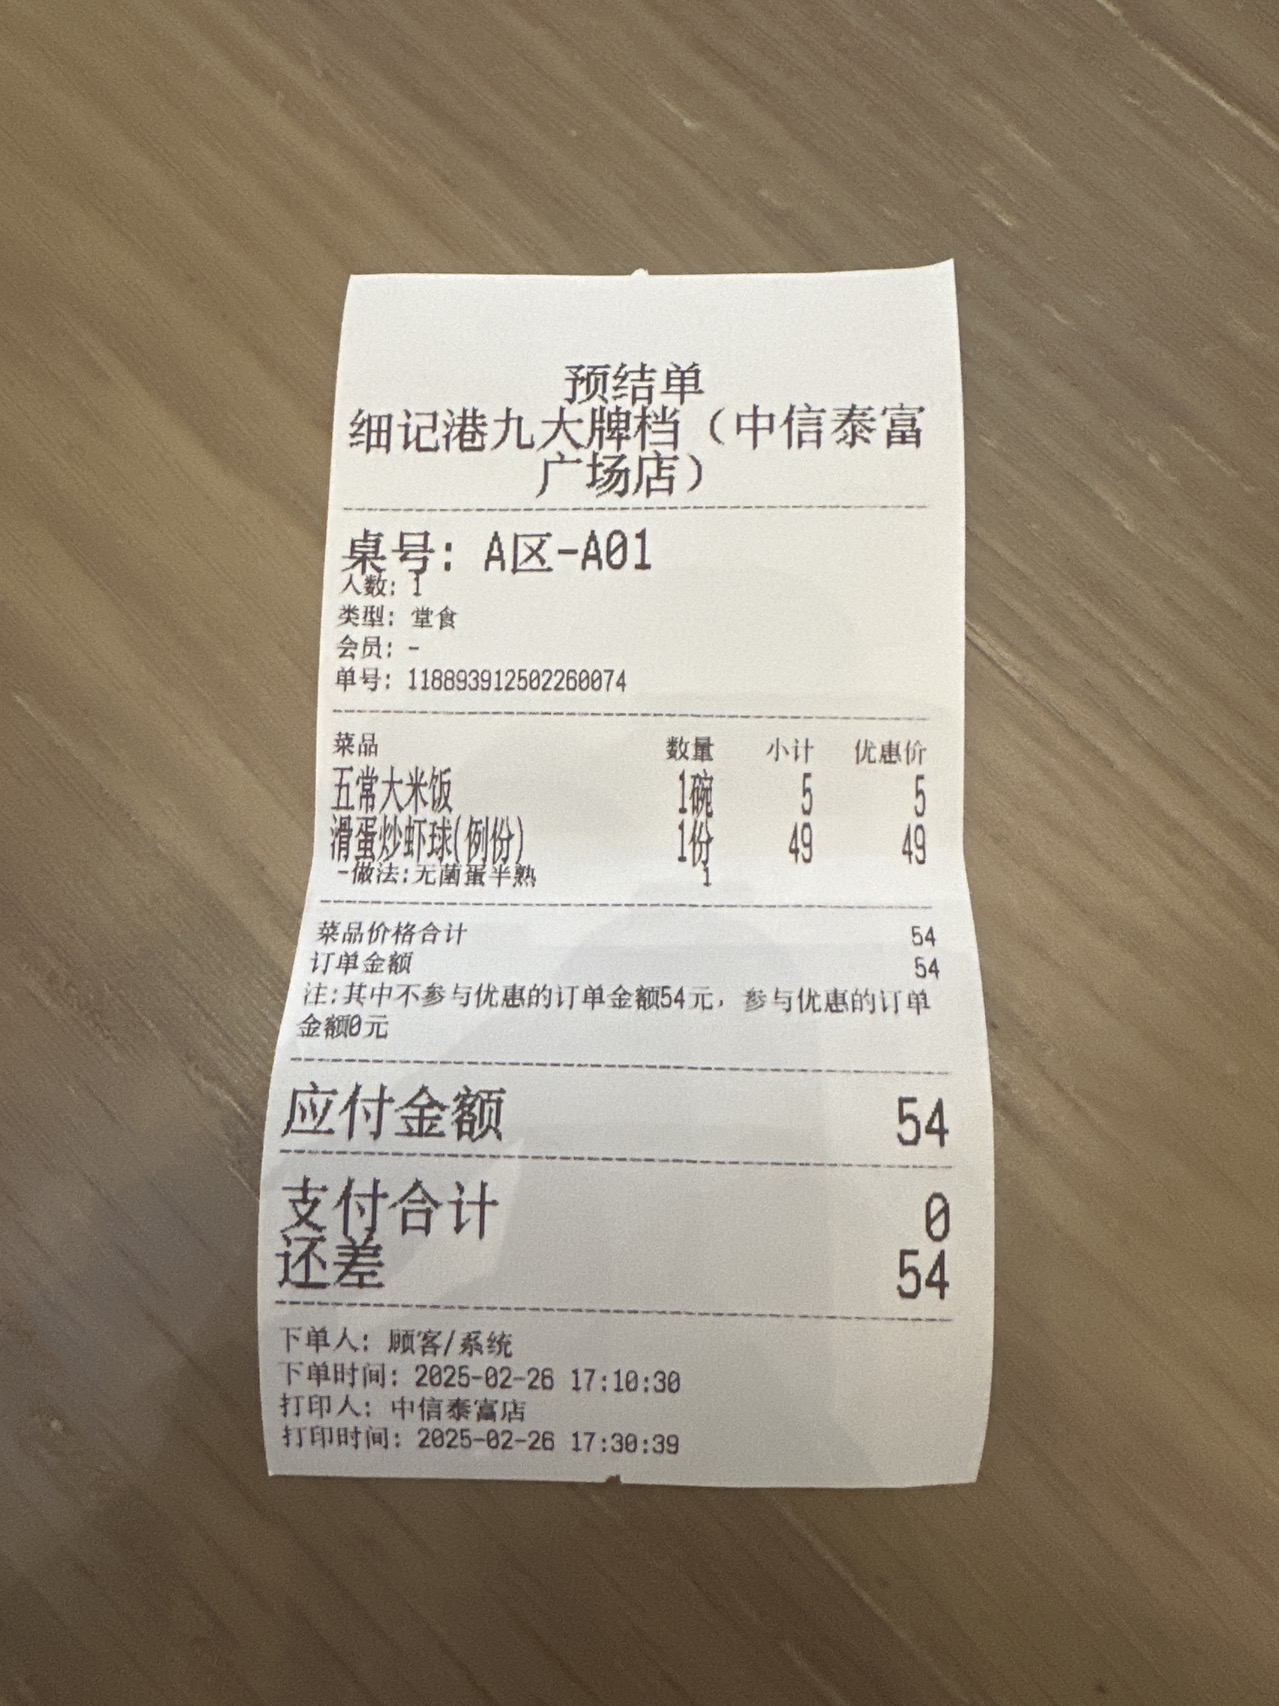 预结单
细记港九大牌档（中信泰富
广场店）
桌号: A区-A01
人数: 1
类型: 堂食
会员: -
单号: 118893912502260074
菜品 数量 小计 优惠价
五常大米饭 1碗 5 5
滑蛋炒虾球(例份) 1份 49 49
-做法:无菌蛋半熟 1
菜品价格合计 54
订单金额 54
注:其中不参与优惠的订单金额54元，参与优惠的订单
金额0元
应付金额 54
支付合计 0
还差 54
下单人: 顾客/系统
下单时间: 2025-02-26 17:10:30
打印人: 中信泰富店
打印时间: 2025-02-26 17:30:39